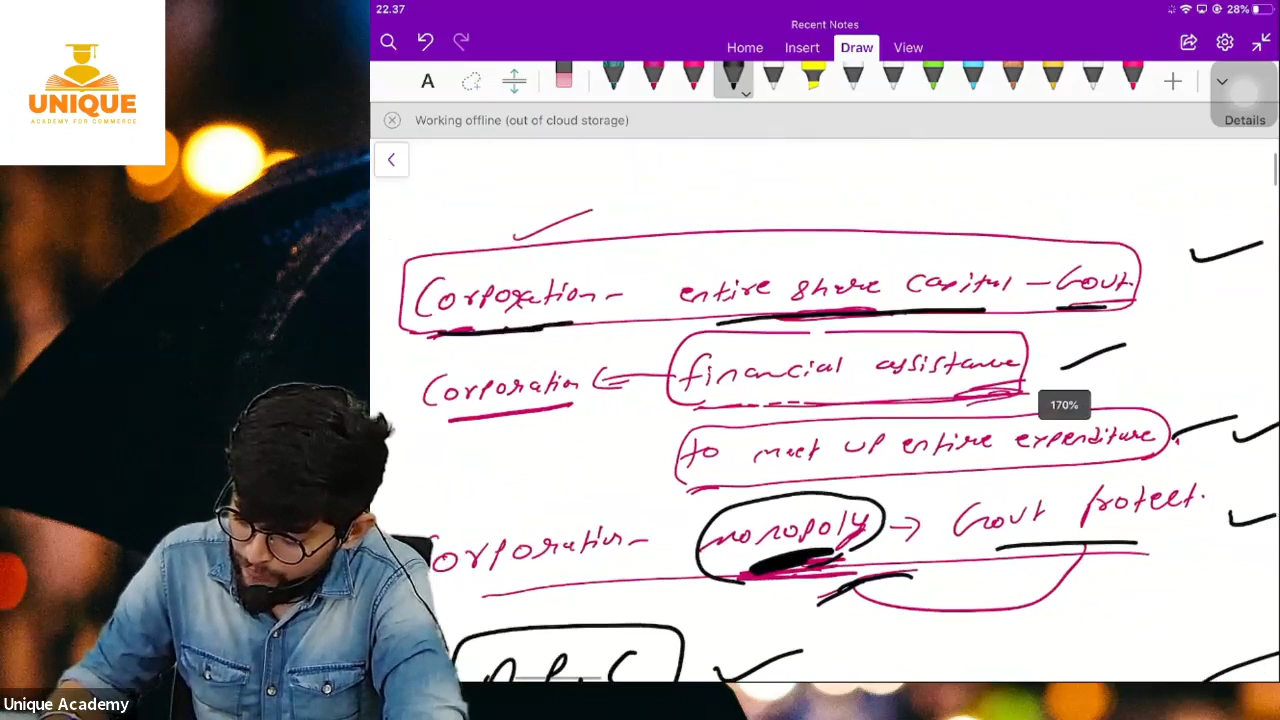 22.37
28%
Recent Notes
Home Insert Draw View
UNIQUE
ACADEMY FOR COMMERCE
A
Working offline (out of cloud storage)
Details
Corporation - entire share capital - Govt.
Corporation financial assistance
170%
to meet up entire expenditure.
Corporation - monopoly → Govt protect.
Unique Academy